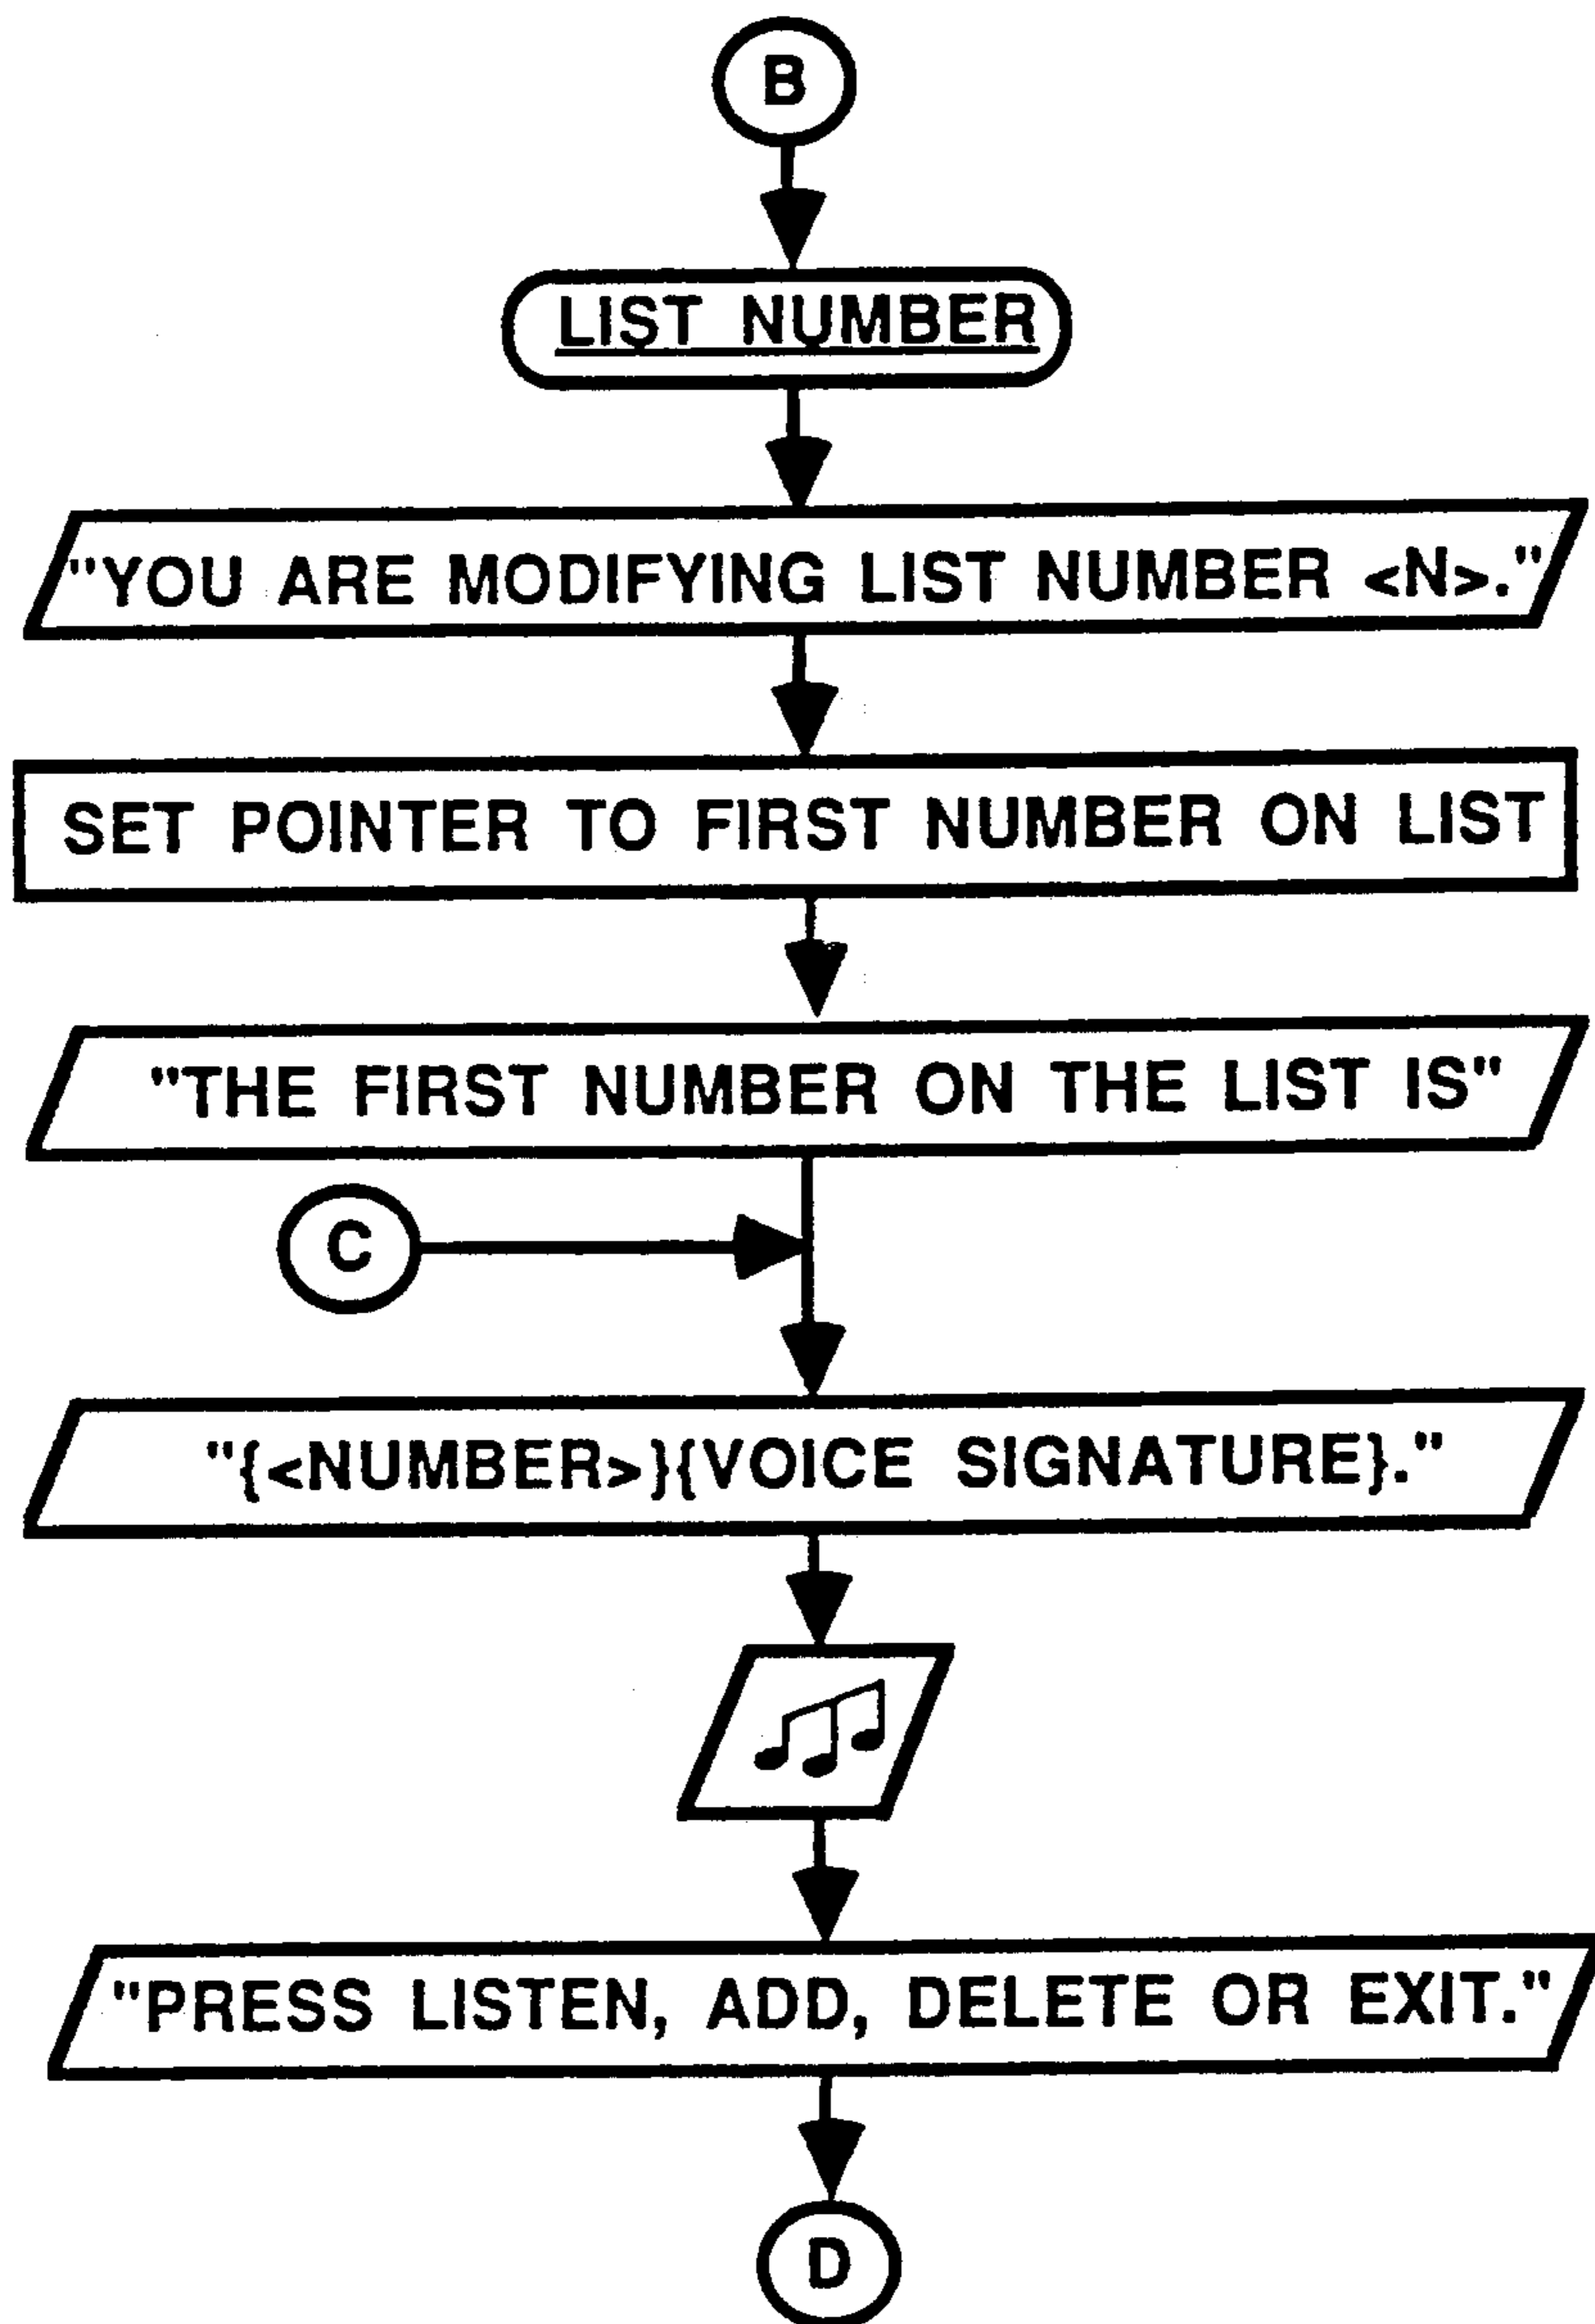 B
LIST NUMBER
"YOU ARE MODIFYING LIST NUMBER <N>."
SET POINTER TO FIRST NUMBER ON LIST
"THE FIRST NUMBER ON THE LIST IS"
C
"{<NUMBER>}{VOICE SIGNATURE}."
"PRESS LISTEN, ADD, DELETE OR EXIT."
D